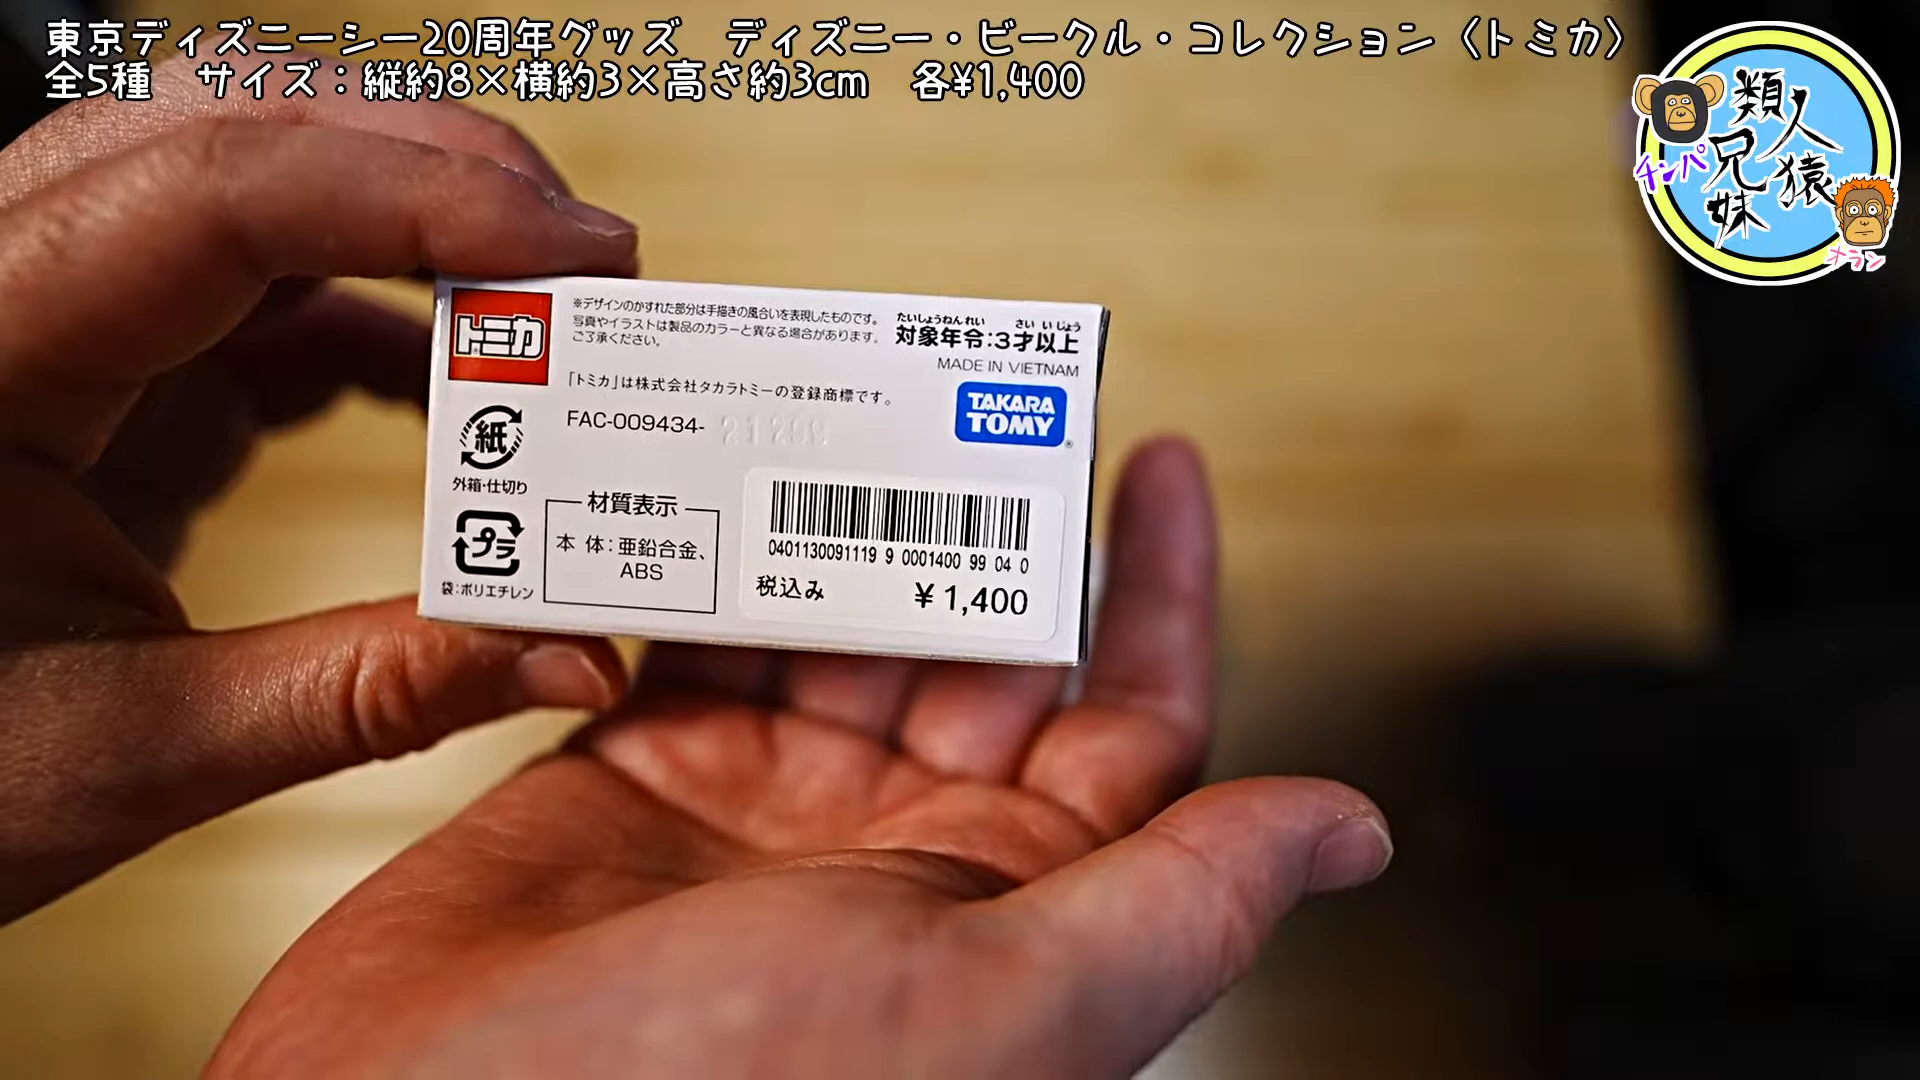 東京ディズニーシー20周年グッズ　ディズニー・ビークル・コレクション〈トミカ〉
全5種　サイズ：縦約8×横約3×高さ約3cm　各¥1,400
類人猿
兄妹
チンパ
オラン
トミカ
※デザインのかすれた部分は手描きの風合いを表現したものです。
写真やイラストは製品のカラーと異なる場合があります。
ご了承ください。
たいしょうねんれい　さいいじょう
対象年令:3才以上
MADE IN VIETNAM
「トミカ」は株式会社タカラトミーの登録商標です。
FAC-009434-
TAKARA
TOMY
紙
外箱・仕切り
プラ
袋:ポリエチレン
材質表示
本 体:亜鉛合金、
ABS
0401130091119 9 0001400 99 04 0
税込み ¥1,400